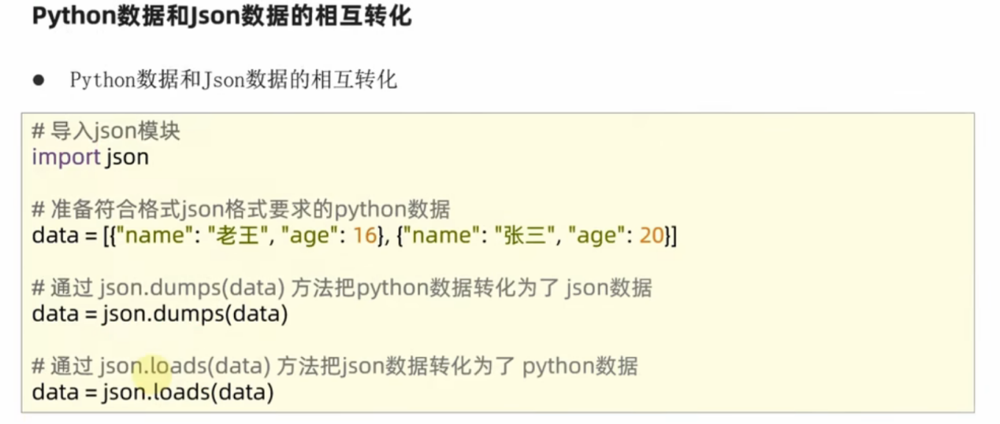 Python数据和Json数据的相互转化
● Python数据和Json数据的相互转化
# 导入json模块
import json
# 准备符合格式json格式要求的python数据
data = [{"name": "老王", "age": 16}, {"name": "张三", "age": 20}]
# 通过 json.dumps(data) 方法把python数据转化为了 json数据
data = json.dumps(data)
# 通过 json.loads(data) 方法把json数据转化为了 python数据
data = json.loads(data)